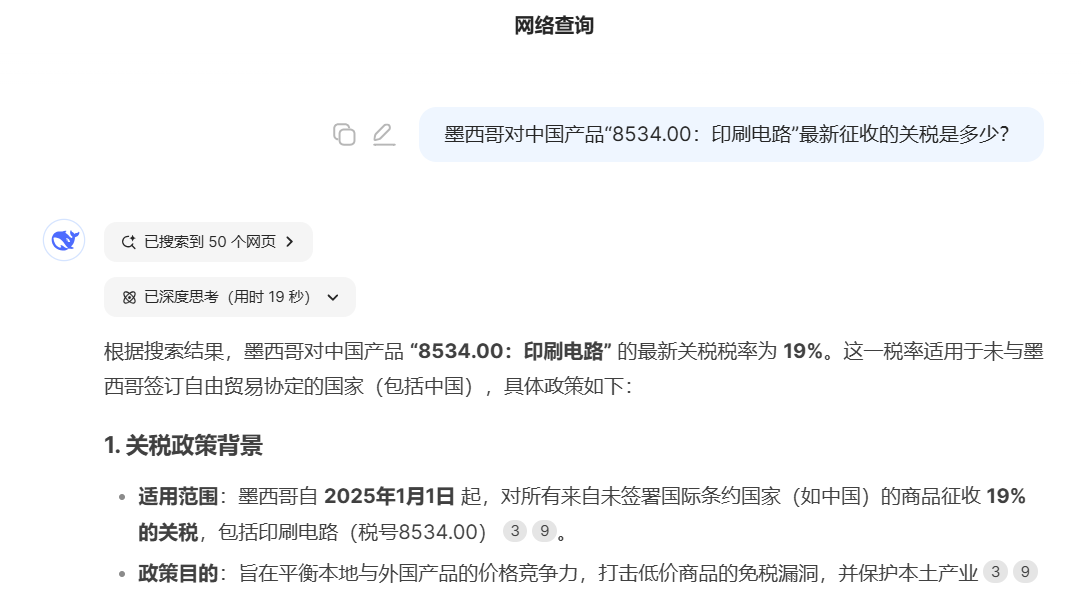 网络查询
墨西哥对中国产品“8534.00：印刷电路”最新征收的关税是多少？
已搜索到 50 个网页
已深度思考（用时 19 秒）
根据搜索结果，墨西哥对中国产品 “8534.00：印刷电路” 的最新关税税率为 19%。这一税率适用于未与墨
西哥签订自由贸易协定的国家（包括中国），具体政策如下：
1. 关税政策背景
• 适用范围：墨西哥自 2025年1月1日 起，对所有来自未签署国际条约国家（如中国）的商品征收 19%
的关税，包括印刷电路（税号8534.00） 3 9 。
• 政策目的：旨在平衡本地与外国产品的价格竞争力，打击低价商品的免税漏洞，并保护本土产业 3 9